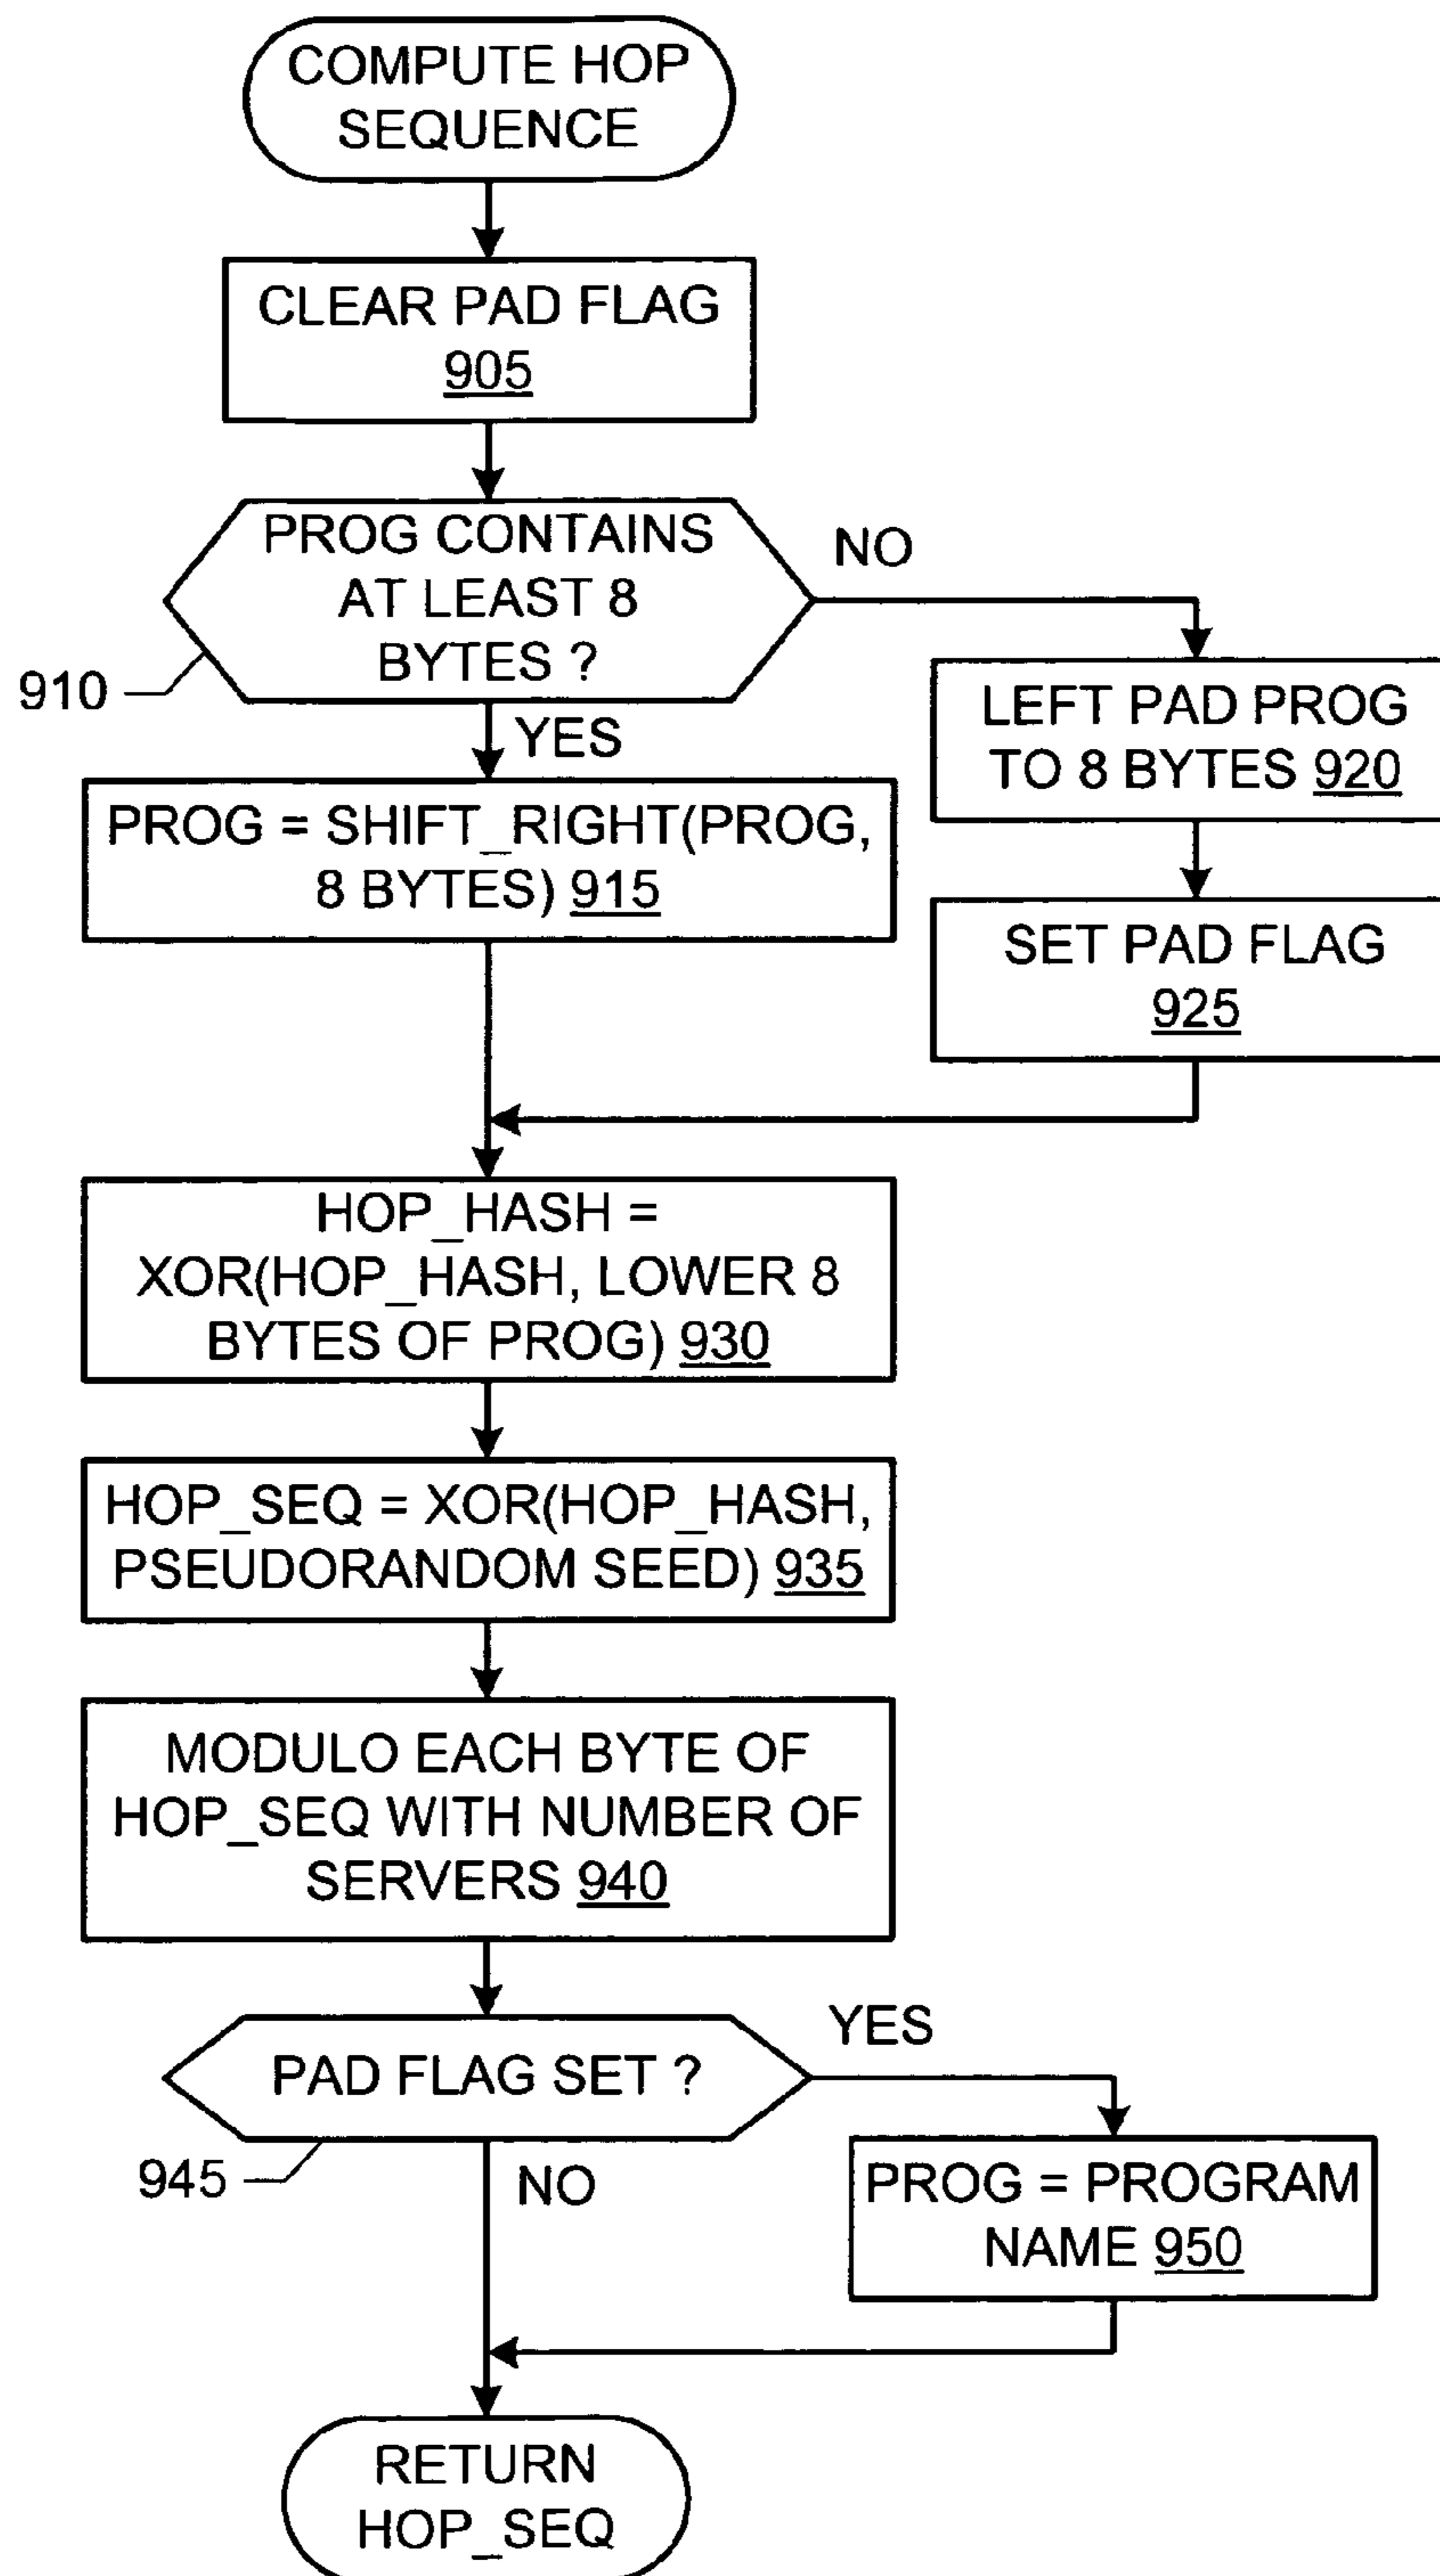 COMPUTE HOP
SEQUENCE
CLEAR PAD FLAG
905
PROG CONTAINS
AT LEAST 8
BYTES ?
NO
910
YES
LEFT PAD PROG
TO 8 BYTES 920
PROG = SHIFT_RIGHT(PROG,
8 BYTES) 915
SET PAD FLAG
925
HOP_HASH =
XOR(HOP_HASH, LOWER 8
BYTES OF PROG) 930
HOP_SEQ = XOR(HOP_HASH,
PSEUDORANDOM SEED) 935
MODULO EACH BYTE OF
HOP_SEQ WITH NUMBER OF
SERVERS 940
PAD FLAG SET ?
YES
945
NO
PROG = PROGRAM
NAME 950
RETURN
HOP_SEQ